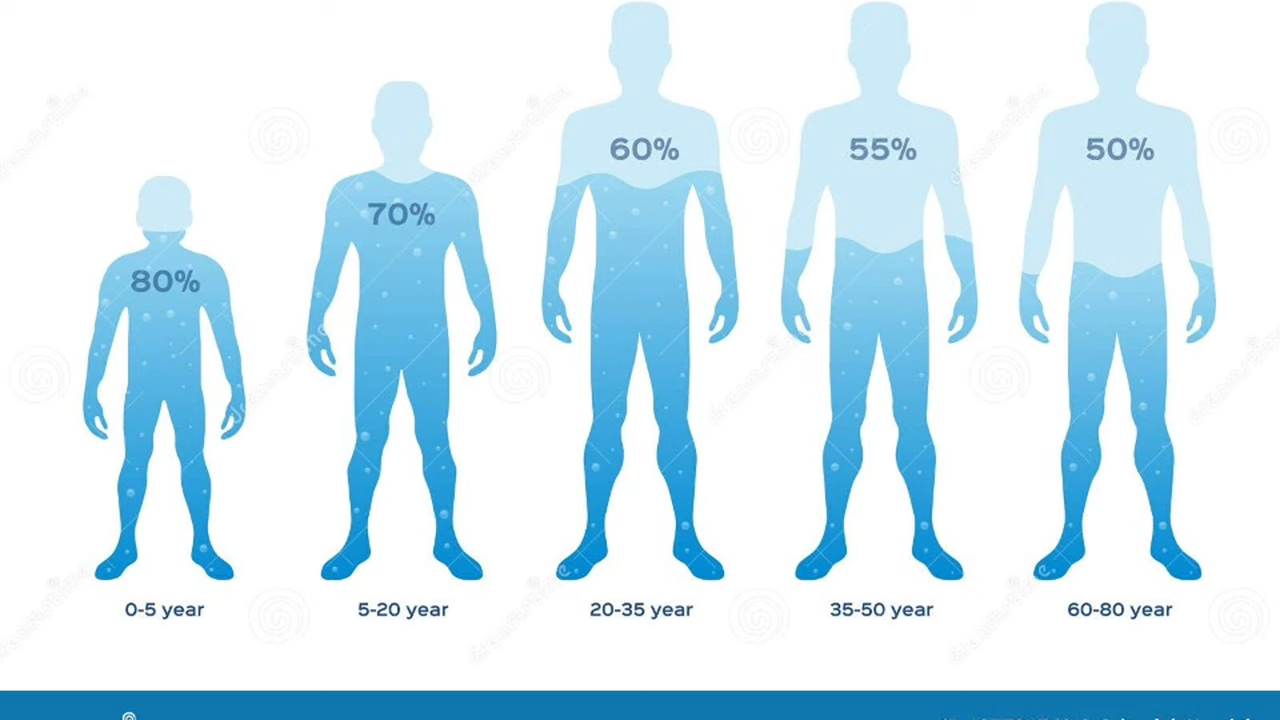 80%
70%
60%
55%
50%
0-5 year
5-20 year
20-35 year
35-50 year
60-80 year